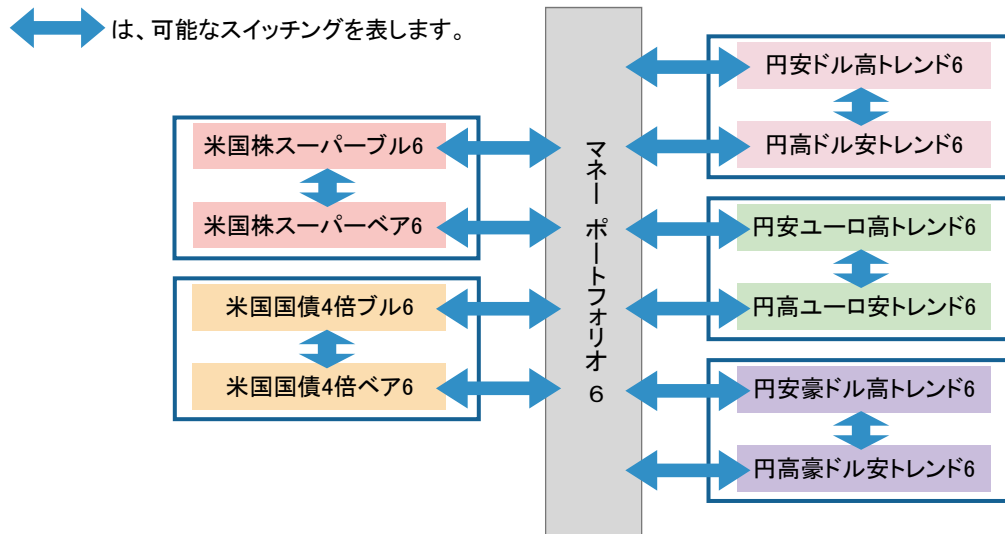 は、可能なスイッチングを表します。
米国株スーパーブル6
米国株スーパーベア6
米国国債4倍ブル6
米国国債4倍ベア6
マネー ポートフォリオ 6
円安ドル高トレンド6
円高ドル安トレンド6
円安ユーロ高トレンド6
円高ユーロ安トレンド6
円安豪ドル高トレンド6
円高豪ドル安トレンド6